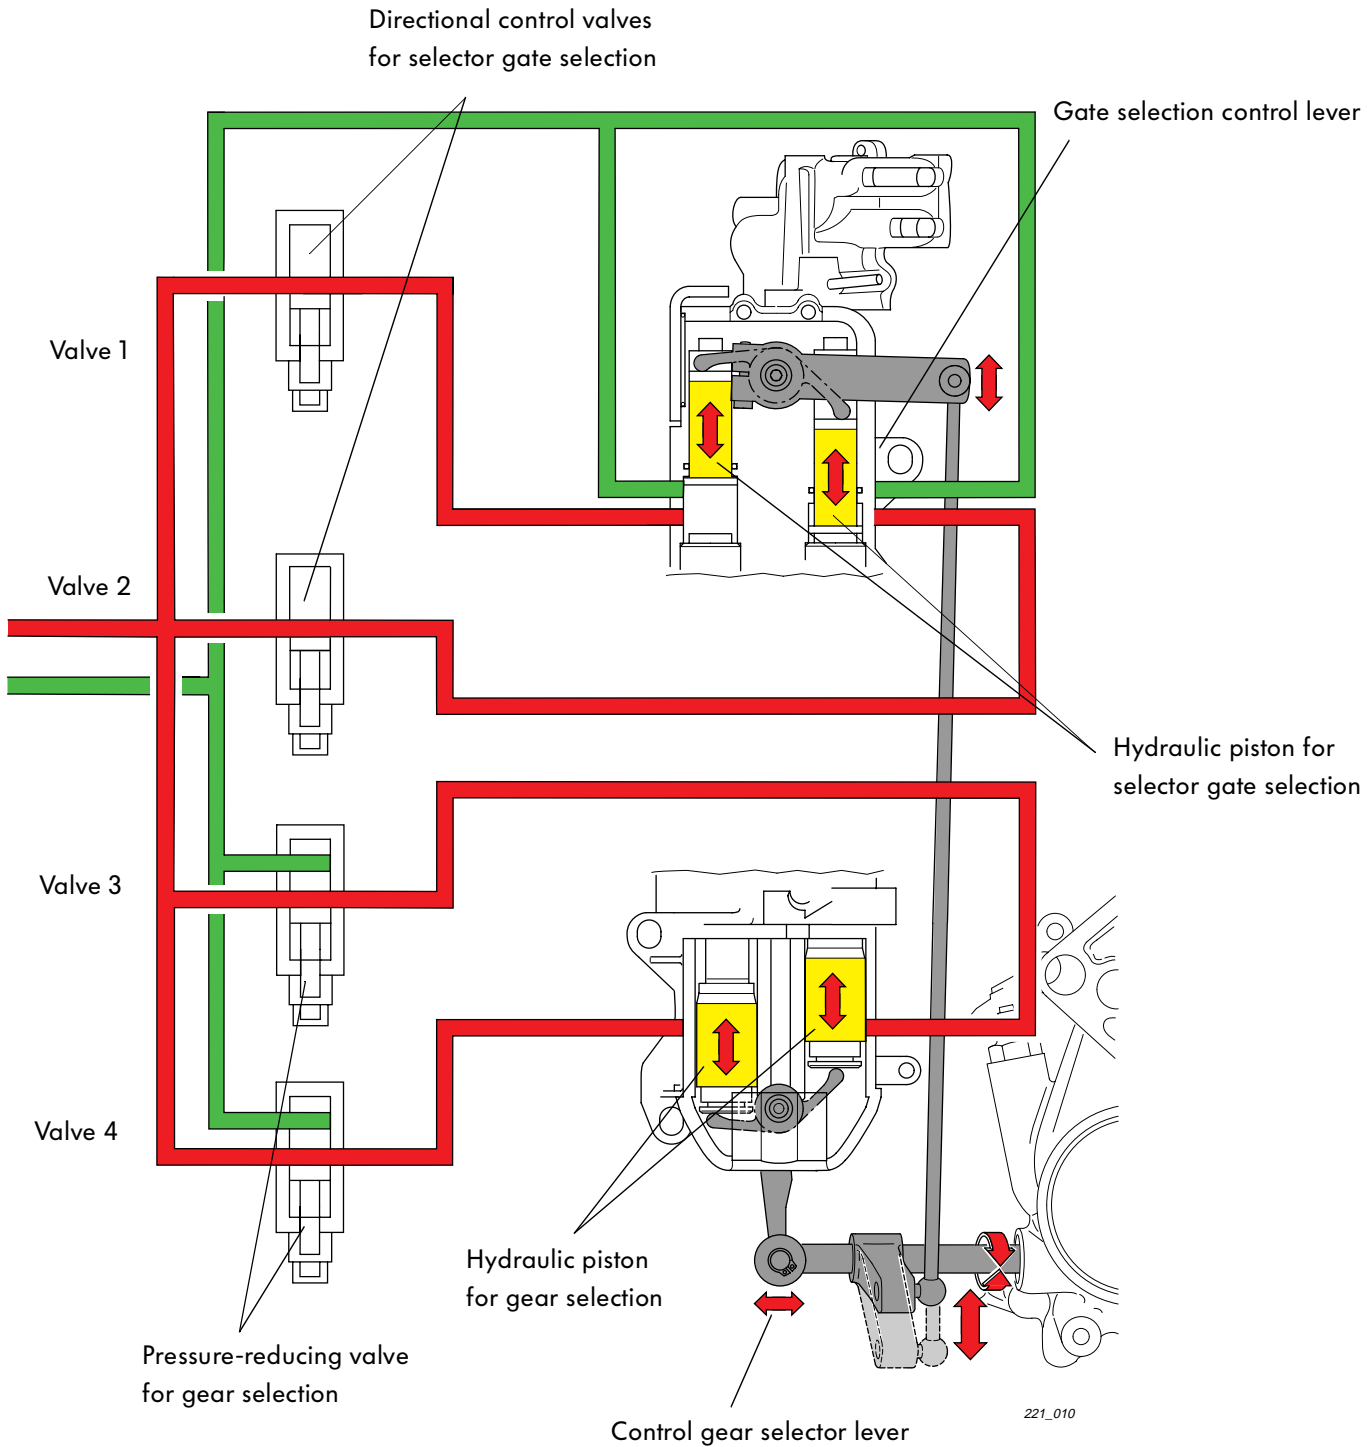 Directional control valves
for selector gate selection
Gate selection control lever
Valve 1
Valve 2
Hydraulic piston for
selector gate selection
Valve 3
Valve 4
Hydraulic piston
for gear selection
Pressure-reducing valve
for gear selection
221_010
Control gear selector lever